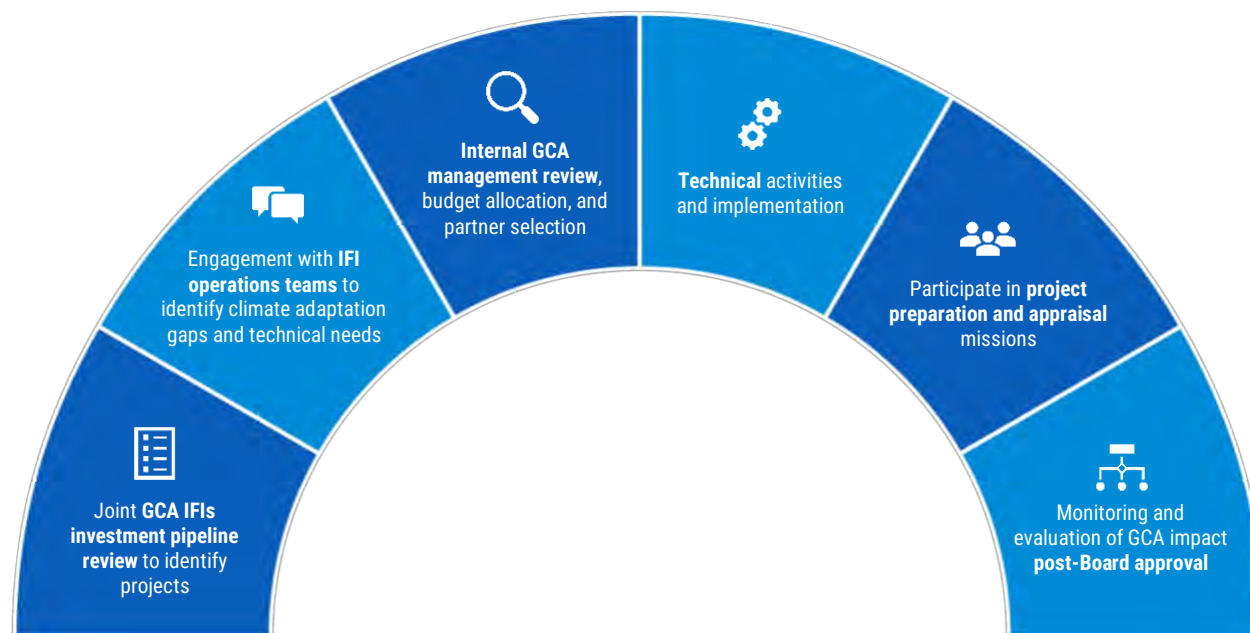 Joint GCA IFIs
investment pipeline
review to identify
projects
Engagement with IFI
operations teams to
identify climate adaptation
gaps and technical needs
Internal GCA
management review,
budget allocation, and
partner selection
Technical activities
and implementation
Participate in project
preparation and appraisal
missions
Monitoring and
evaluation of GCA impact
post-Board approval